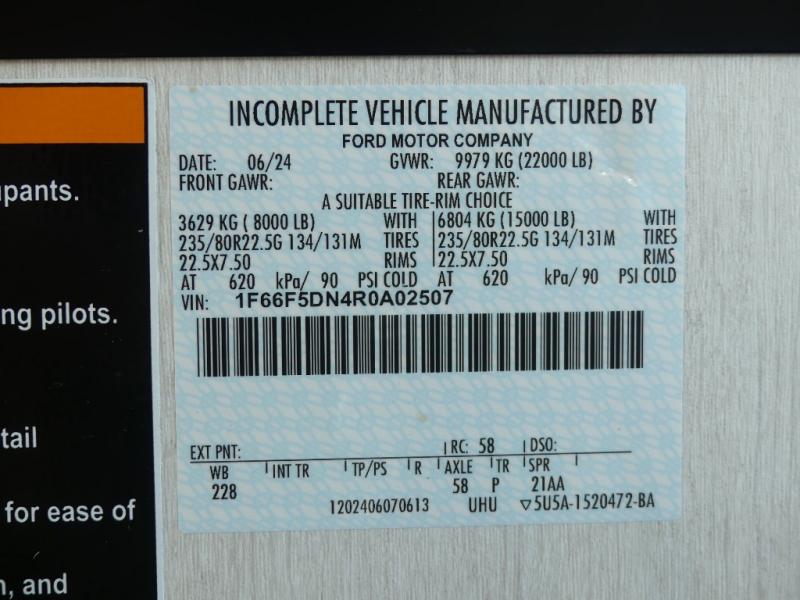 upants.
ng pilots.
tail
for ease of
n, and
INCOMPLETE VEHICLE MANUFACTURED BY
FORD MOTOR COMPANY
DATE: 06/24 GVWR: 9979 KG (22000 LB)
FRONT GAWR: REAR GAWR:
A SUITABLE TIRE-RIM CHOICE
3629 KG ( 8000 LB) WITH 6804 KG (15000 LB) WITH
235/80R22.5G 134/131M TIRES 235/80R22.5G 134/131M TIRES
22.5X7.50 RIMS 22.5X7.50 RIMS
AT 620 kPa/ 90 PSI COLD AT 620 kPa/ 90 PSI COLD
VIN: 1F66F5DN4R0A02507
EXT PNT: RC: 58 DSO:
WB INT TR TP/PS R AXLE TR SPR
228 58 P 21AA
1202406070613 UHU ▽5U5A-1520472-BA